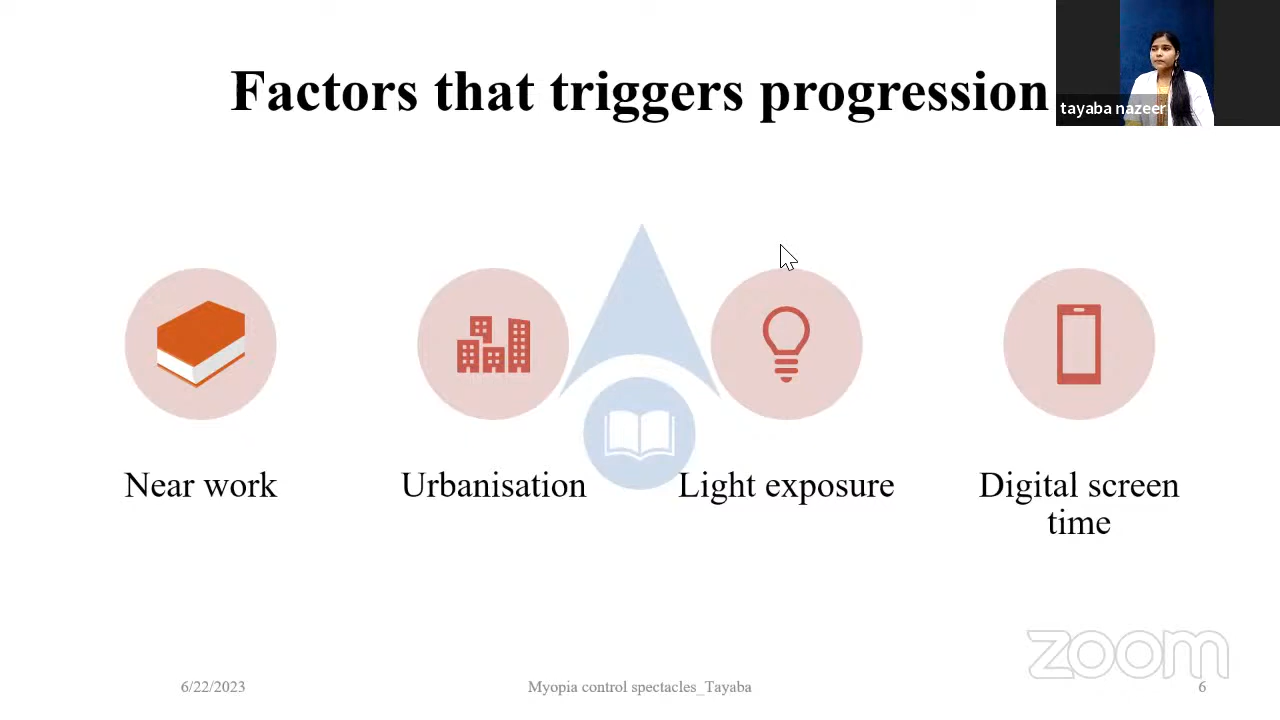 Factors that triggers progression
tayaba nazeer
Near work
Urbanisation
Light exposure
Digital screen
time
zoom
6/22/2023
Myopia control spectacles_Tayaba
6